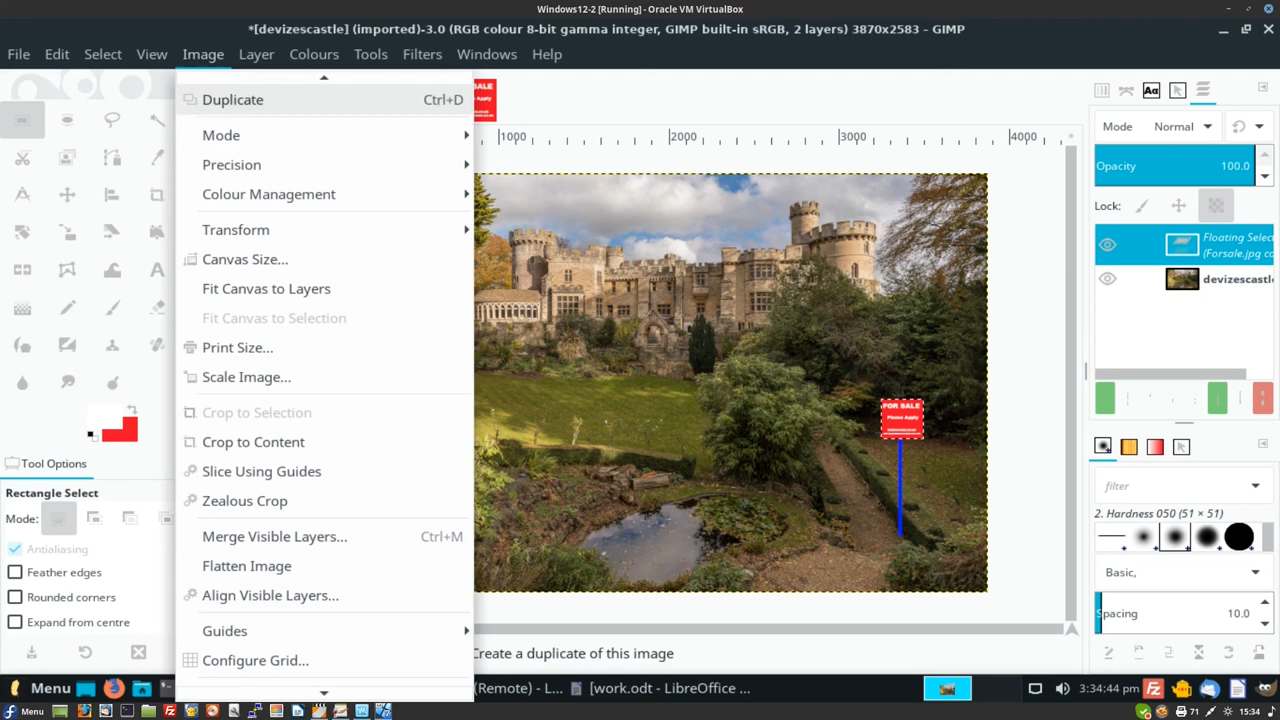 Windows12-2 [Running] - Oracle VM VirtualBox
*[devizescastle] (imported)-3.0 (RGB colour 8-bit gamma integer, GIMP built-in sRGB, 2 layers) 3870x2583 – GIMP
File Edit Select View Image Layer Colours Tools Filters Windows Help
Duplicate Ctrl+D
Mode
Precision
Colour Management
Transform
Canvas Size...
Fit Canvas to Layers
Fit Canvas to Selection
Print Size...
Scale Image...
Crop to Selection
Crop to Content
Slice Using Guides
Zealous Crop
Merge Visible Layers... Ctrl+M
Flatten Image
Align Visible Layers...
Guides
Configure Grid...
SALE
Apply
1000 2000 3000 4000
FOR SALE
Please Apply
Tool Options
Rectangle Select
Mode:
Antialiasing
Feather edges
Rounded corners
Expand from centre
Aa
Mode Normal
Opacity 100.0
Lock:
Floating Selec
(Forsale.jpg co
devizescastle
filter
2. Hardness 050 (51 × 51)
Basic,
Spacing 10.0
Create a duplicate of this image
Menu (Remote) - L... [work.odt - LibreOffice ... 3:34:44 pm
Menu 71 15:34